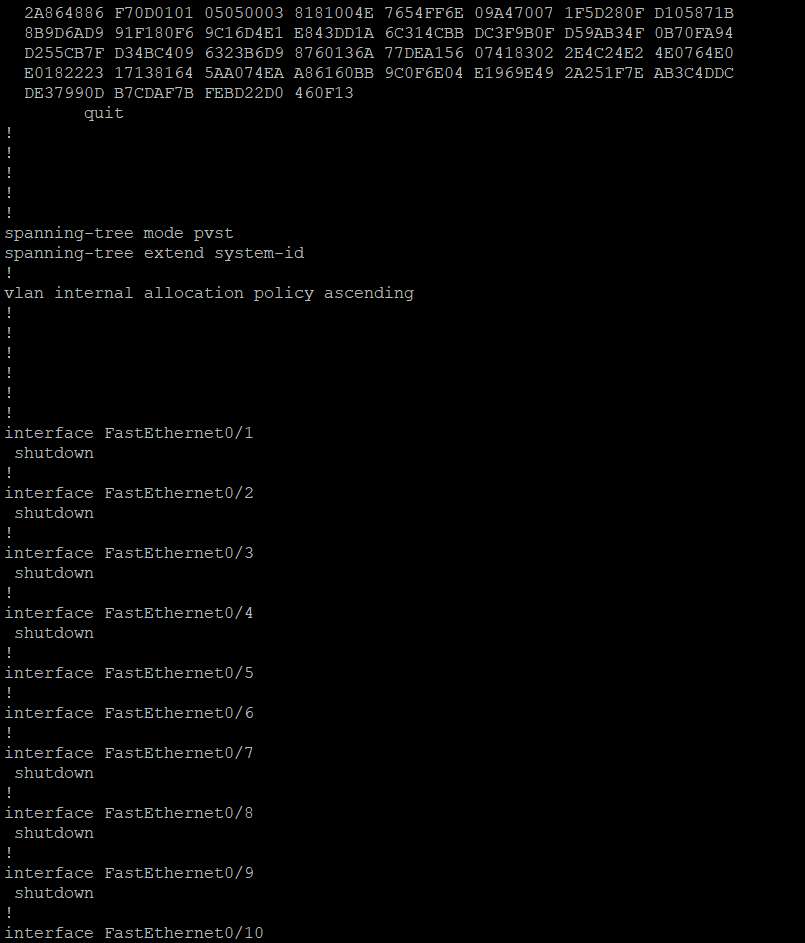 2A864886 F70D0101 05050003 8181004E 7654FF6E 09A47007 1F5D280F D105871B
8B9D6AD9 91F180F6 9C16D4E1 E843DD1A 6C314CBB DC3F9B0F D59AB34F 0B70FA94
D255CB7F D34BC409 6323B6D9 8760136A 77DEA156 07418302 2E4C24E2 4E0764E0
E0182223 17138164 5AA074EA A86160BB 9C0F6E04 E1969E49 2A251F7E AB3C4DDC
DE37990D B7CDAF7B FEBD22D0 460F13
quit
!
!
!
!
!
spanning-tree mode pvst
spanning-tree extend system-id
!
vlan internal allocation policy ascending
!
!
!
!
!
!
interface FastEthernet0/1
shutdown
!
interface FastEthernet0/2
shutdown
!
interface FastEthernet0/3
shutdown
!
interface FastEthernet0/4
shutdown
!
interface FastEthernet0/5
!
interface FastEthernet0/6
!
interface FastEthernet0/7
shutdown
!
interface FastEthernet0/8
shutdown
!
interface FastEthernet0/9
shutdown
!
interface FastEthernet0/10